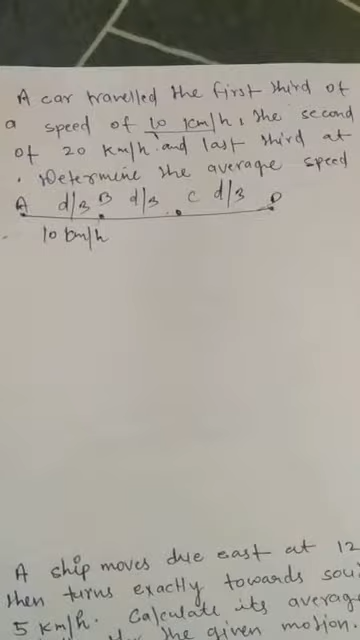 A car travelled the first third of
a speed of 10 km/h, the second
of 20 km/h and last third at
. Determine the average speed
A d/3 B d/3 C d/3 D
10 km/h
A ship moves due east at 12
then turns exactly towards sou
5 km/h. Calculate its average
the given motion.